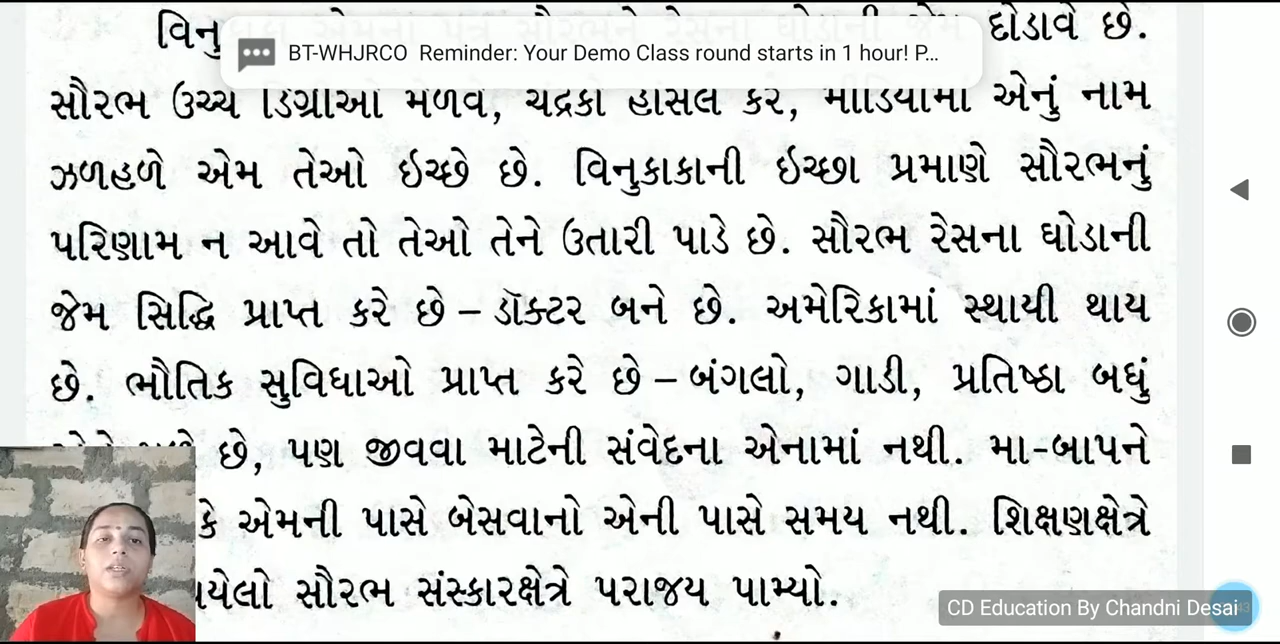 વિનુ
દોડાવે છે.
BT-WHJRCO Reminder: Your Demo Class round starts in 1 hour! P...
સૌરભ ઉચ્ચ ડિગ્રીઓ મેળવે, ચંદ્રકો હાંસલ કરે, મીડિયામાં એનું નામ
ઝળહળે એમ તેઓ ઇચ્છે છે. વિનુકાકાની ઇચ્છા પ્રમાણે સૌરભનું
પરિણામ ન આવે તો તેઓ તેને ઉતારી પાડે છે. સૌરભ રેસના ઘોડાની
જેમ સિદ્ધિ પ્રાપ્ત કરે છે – ડૉક્ટર બને છે. અમેરિકામાં સ્થાયી થાય
છે. ભૌતિક સુવિધાઓ પ્રાપ્ત કરે છે – બંગલો, ગાડી, પ્રતિષ્ઠા બધું
છે, પણ જીવવા માટેની સંવેદના એનામાં નથી. મા-બાપને
કે એમની પાસે બેસવાનો એની પાસે સમય નથી. શિક્ષણક્ષેત્રે
સૌરભ સંસ્કારક્ષેત્રે પરાજય પામ્યો.
CD Education By Chandni Desai